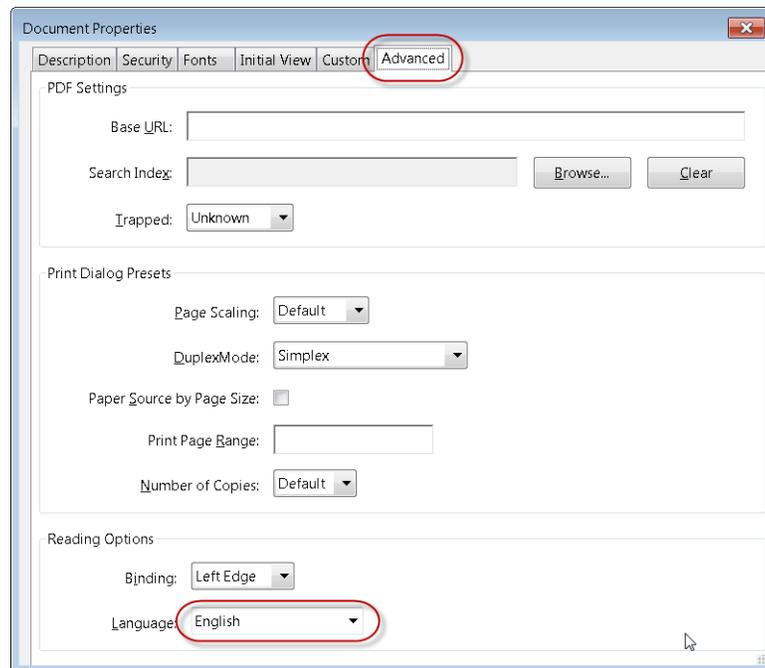 Document Properties
Description Security Fonts Initial View Custom Advanced
PDF Settings
Base URL:
Search Index: Browse... Clear
Trapped: Unknown
Print Dialog Presets
Page Scaling: Default
DuplexMode: Simplex
Paper Source by Page Size:
Print Page Range:
Number of Copies: Default
Reading Options
Binding: Left Edge
Language: English